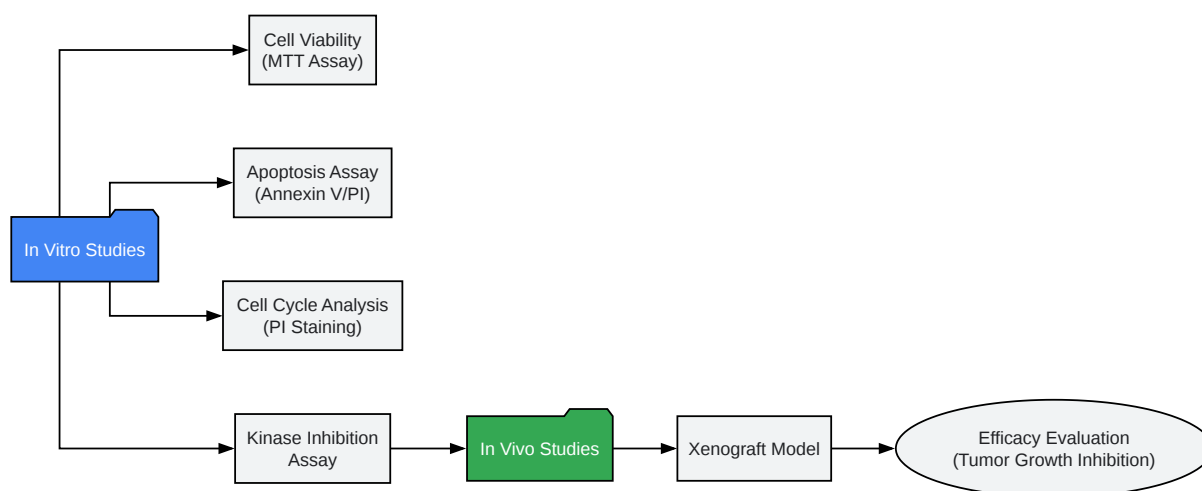 Cell Viability
(MTT Assay)
Apoptosis Assay
(Annexin V/PI)
In Vitro Studies
Cell Cycle Analysis
(PI Staining)
Kinase Inhibition
Assay
In Vivo Studies
Xenograft Model
Efficacy Evaluation
(Tumor Growth Inhibition)